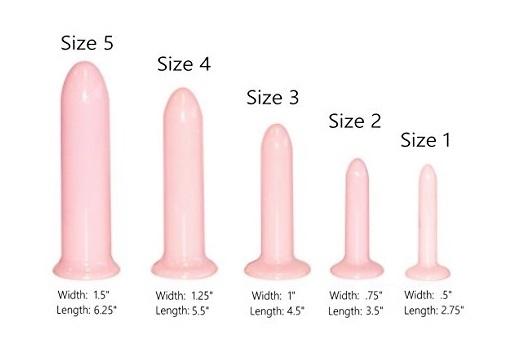 Size 5
Size 4
Size 3
Size 2
Size 1
Width: 1.5"
Length: 6.25"
Width: 1.25"
Length: 5.5"
Width: 1"
Length: 4.5"
Width: .75"
Length: 3.5"
Width: .5"
Length: 2.75"